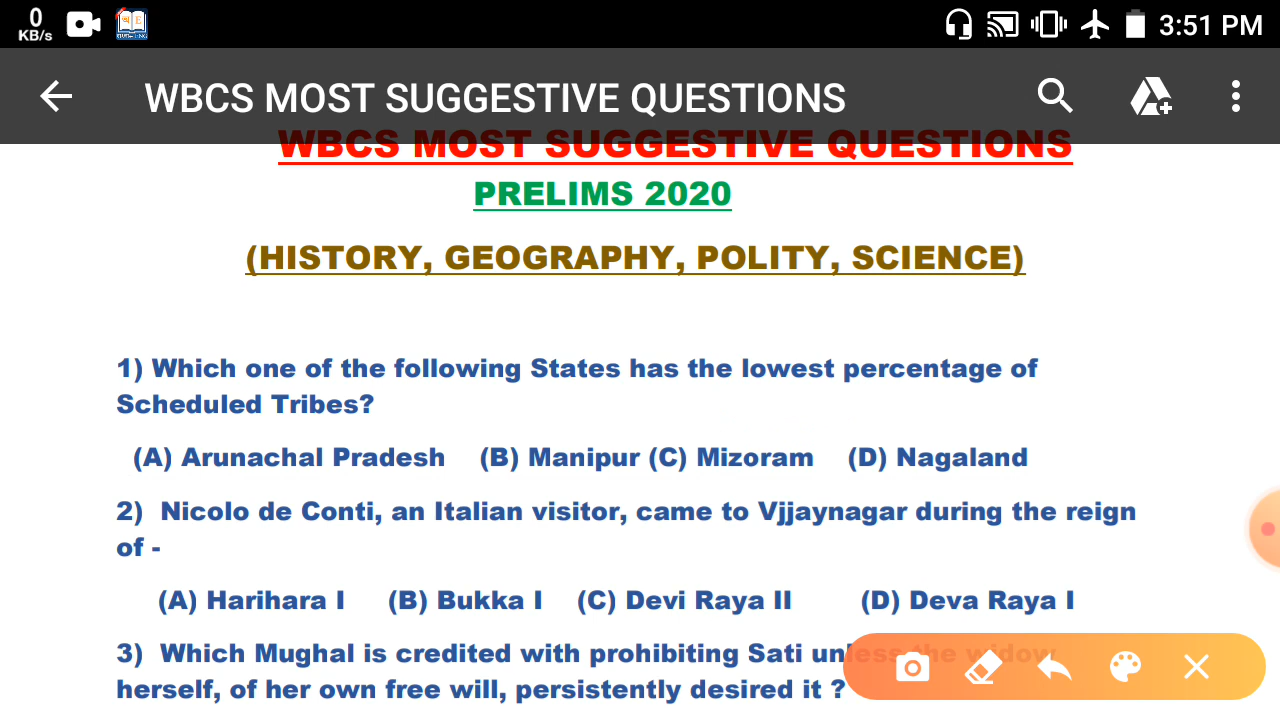 0
KB/s
3:51 PM
WBCS MOST SUGGESTIVE QUESTIONS
WBCS MOST SUGGESTIVE QUESTIONS
PRELIMS 2020
(HISTORY, GEOGRAPHY, POLITY, SCIENCE)
1) Which one of the following States has the lowest percentage of
Scheduled Tribes?
(A) Arunachal Pradesh (B) Manipur (C) Mizoram (D) Nagaland
2) Nicolo de Conti, an Italian visitor, came to Vjjaynagar during the reign
of -
(A) Harihara I (B) Bukka I (C) Devi Raya II (D) Deva Raya I
3) Which Mughal is credited with prohibiting Sati unless the widow
herself, of her own free will, persistently desired it ?